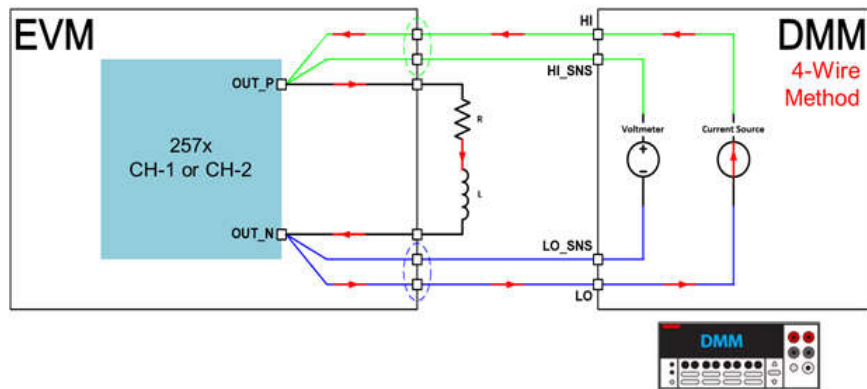 EVM
HI
DMM
4-Wire
Method
HI_SNS
OUT_P
R
Voltmeter
Current Source
257x
CH-1 or CH-2
+
−
L
OUT_N
LO_SNS
LO
DMM